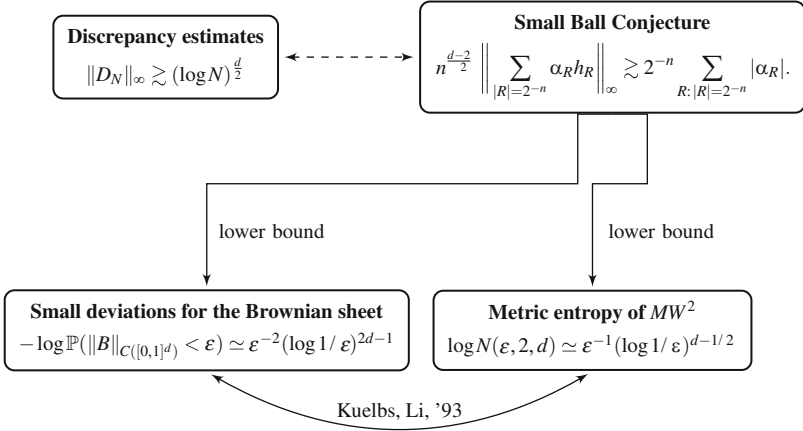 Discrepancy estimates
‖D_N‖_∞ ≳ (log N)^{d/2}
Small Ball Conjecture
n^{(d−2)/2} ‖ ∑_{|R|=2^{−n}} α_R h_R ‖_∞ ≳ 2^{−n} ∑_{R: |R|=2^{−n}} |α_R|.
lower bound
lower bound
Small deviations for the Brownian sheet
−log ℙ(‖B‖_{C([0,1]^d)} < ε) ≃ ε^{−2}(log 1/ε)^{2d−1}
Metric entropy of MW^2
log N(ε,2,d) ≃ ε^{−1}(log 1/ε)^{d−1/2}
Kuelbs, Li, ’93